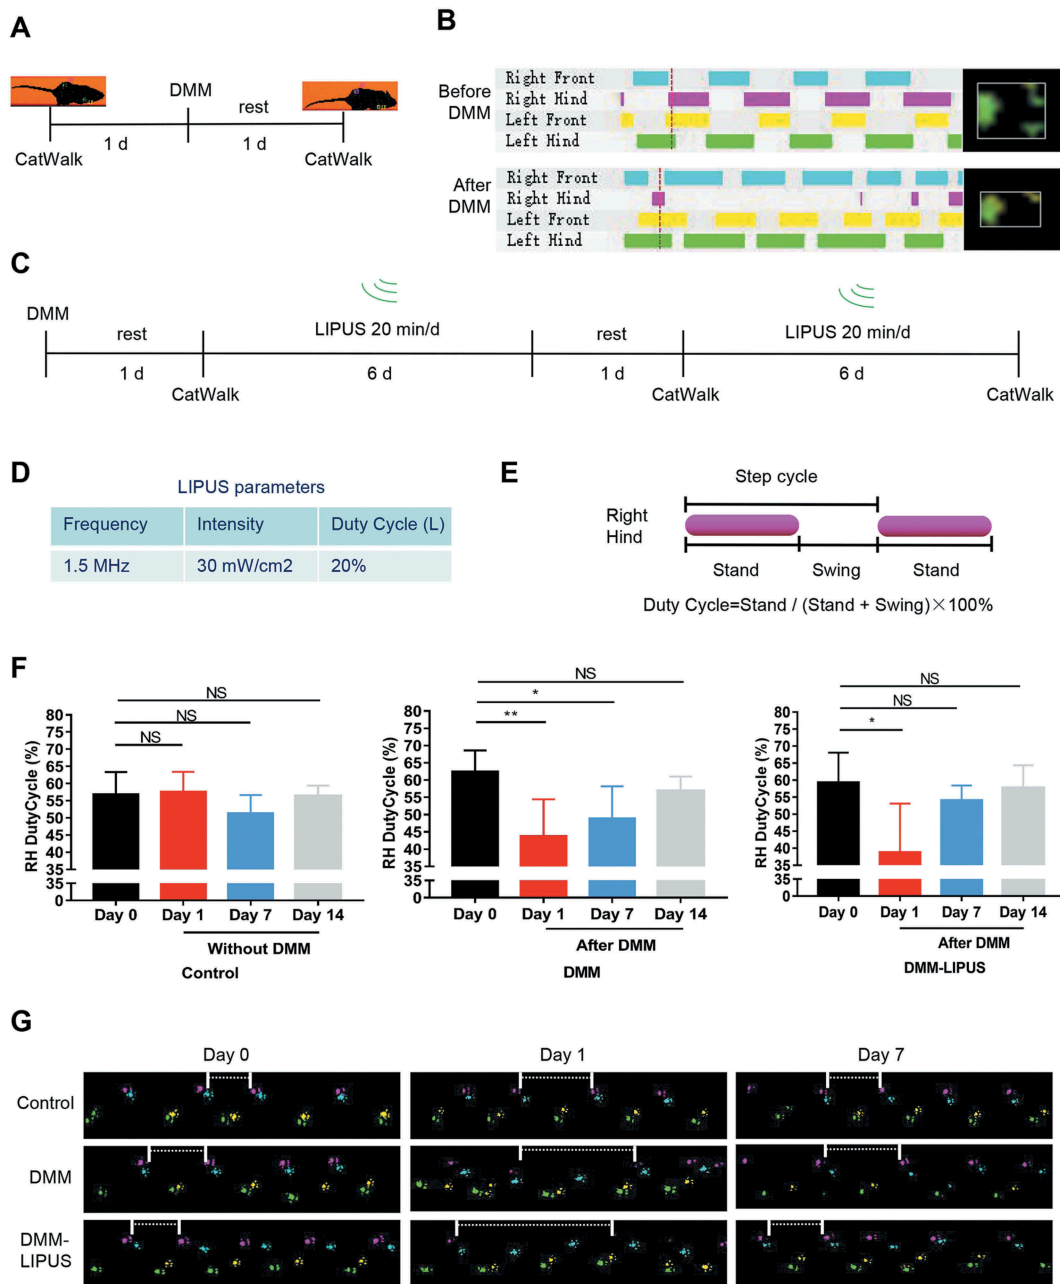 A
DMM
rest
1 d
1 d
CatWalk
CatWalk
B
Before
DMM
Right Front
Right Hind
Left Front
Left Hind
After
DMM
Right Front
Right Hind
Left Front
Left Hind
C
DMM
rest
LIPUS 20 min/d
rest
LIPUS 20 min/d
1 d
6 d
1 d
6 d
CatWalk
CatWalk
CatWalk
D
LIPUS parameters
Frequency
Intensity
Duty Cycle (L)
1.5 MHz
30 mW/cm2
20%
E
Step cycle
Right
Hind
Stand
Swing
Stand
Duty Cycle=Stand / (Stand + Swing)×100%
F
NS
NS
NS
RH DutyCycle (%)
80
75
70
65
60
55
50
45
40
35
35
0
Day 0
Day 1
Day 7
Day 14
Without DMM
Control
NS
*
**
RH DutyCycle (%)
80
75
70
65
60
55
50
45
40
35
35
0
Day 0
Day 1
Day 7
Day 14
After DMM
DMM
NS
NS
*
RH DutyCycle (%)
80
75
70
65
60
55
50
45
40
35
35
0
Day 0
Day 1
Day 7
Day 14
After DMM
DMM-LIPUS
G
Day 0
Day 1
Day 7
Control
DMM
DMM-
LIPUS